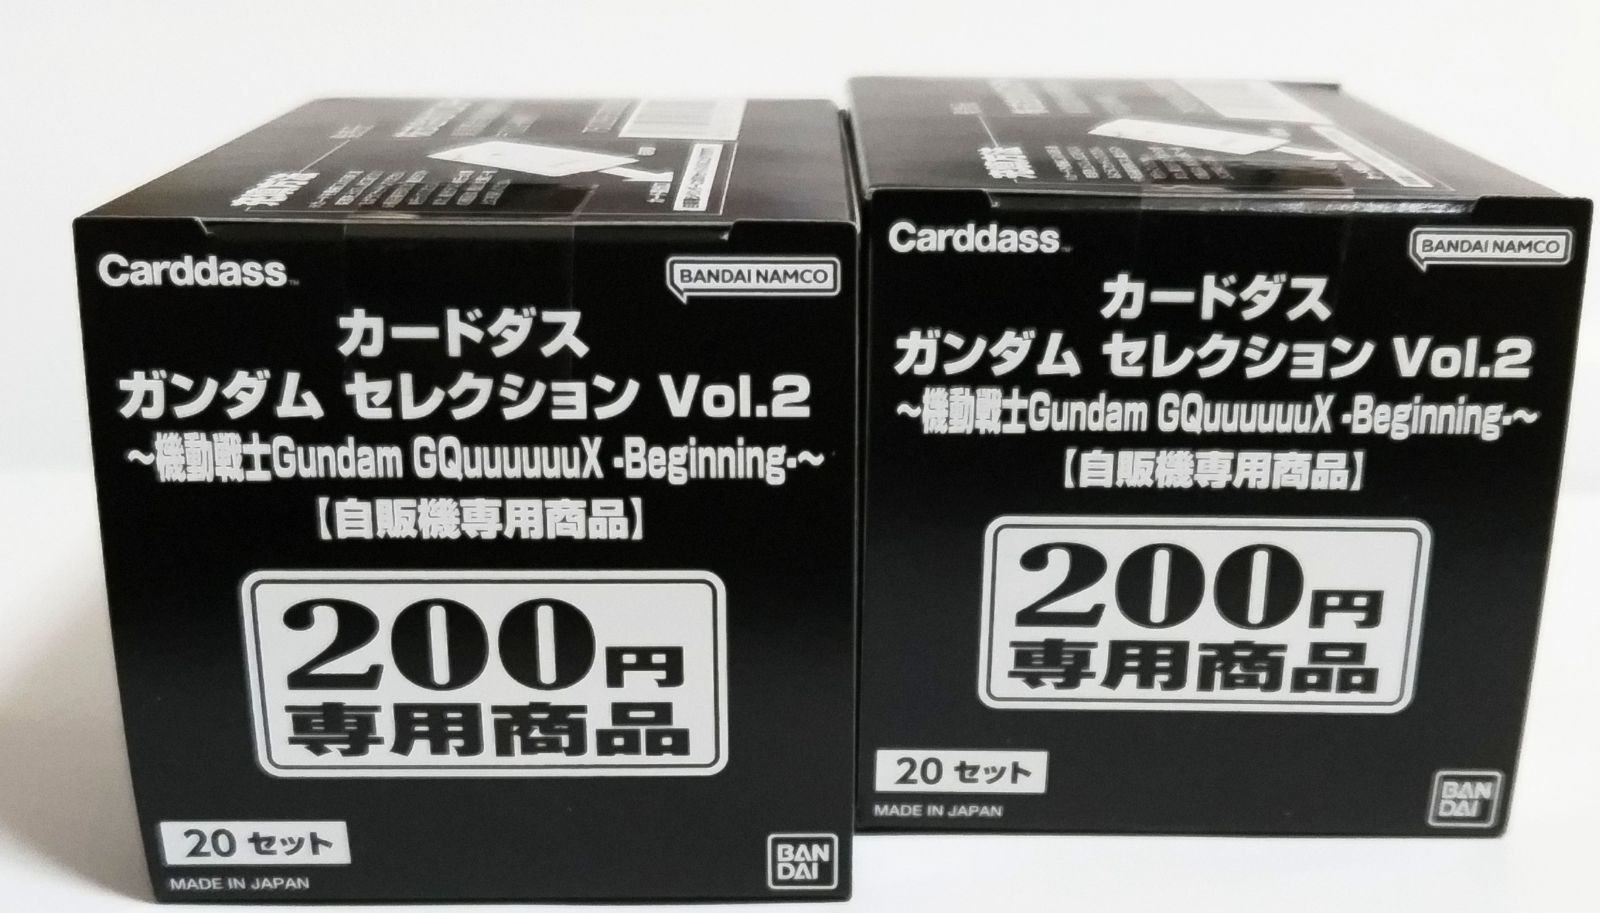 Carddass™
BANDAI NAMCO
カードダス
ガンダム セレクション Vol.2
～機動戦士Gundam GQuuuuuuX -Beginning-～
【自販機専用商品】
200円
専用商品
20 セット
MADE IN JAPAN
BAN
DAI
Carddass™
BANDAI NAMCO
カードダス
ガンダム セレクション Vol.2
～機動戦士Gundam GQuuuuuuX -Beginning-～
【自販機専用商品】
200円
専用商品
20 セット
MADE IN JAPAN
BAN
DAI